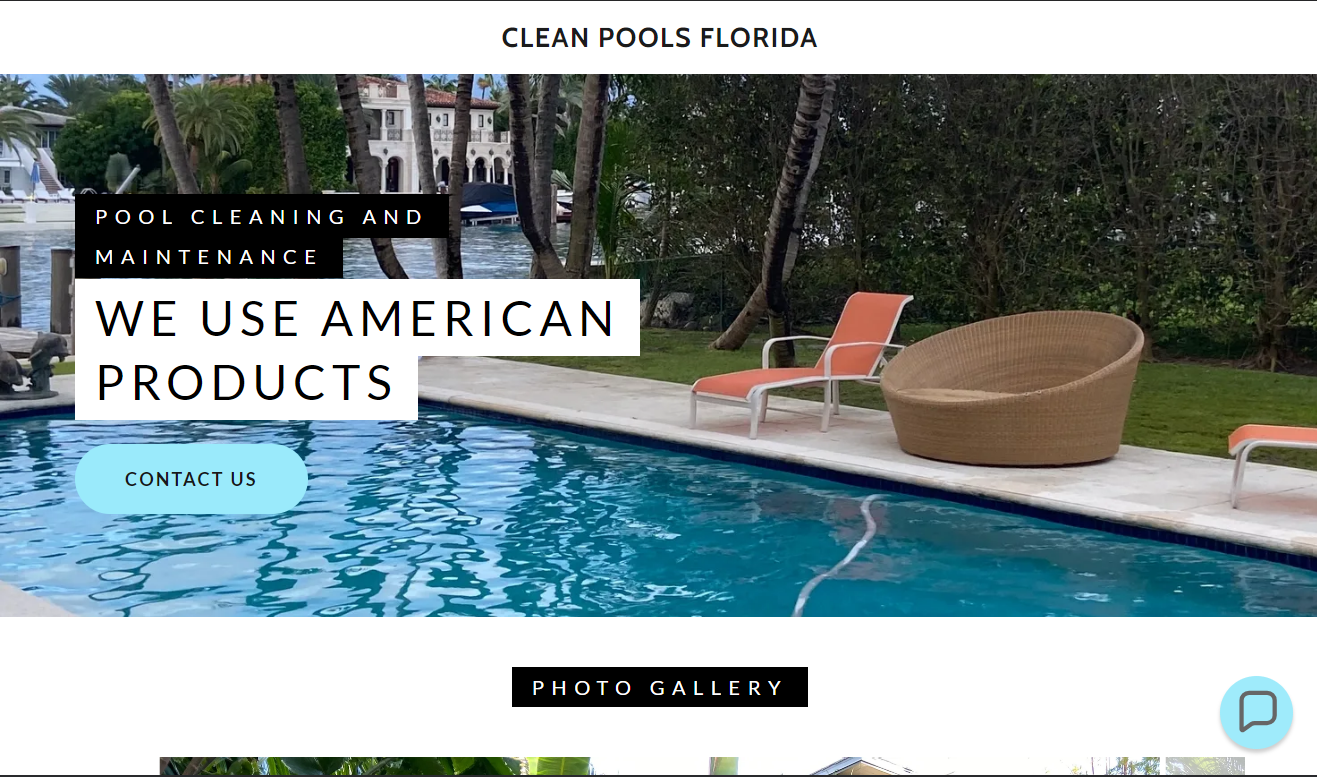 CLEAN POOLS FLORIDA
POOL CLEANING AND
MAINTENANCE
WE USE AMERICAN
PRODUCTS
CONTACT US
PHOTO GALLERY